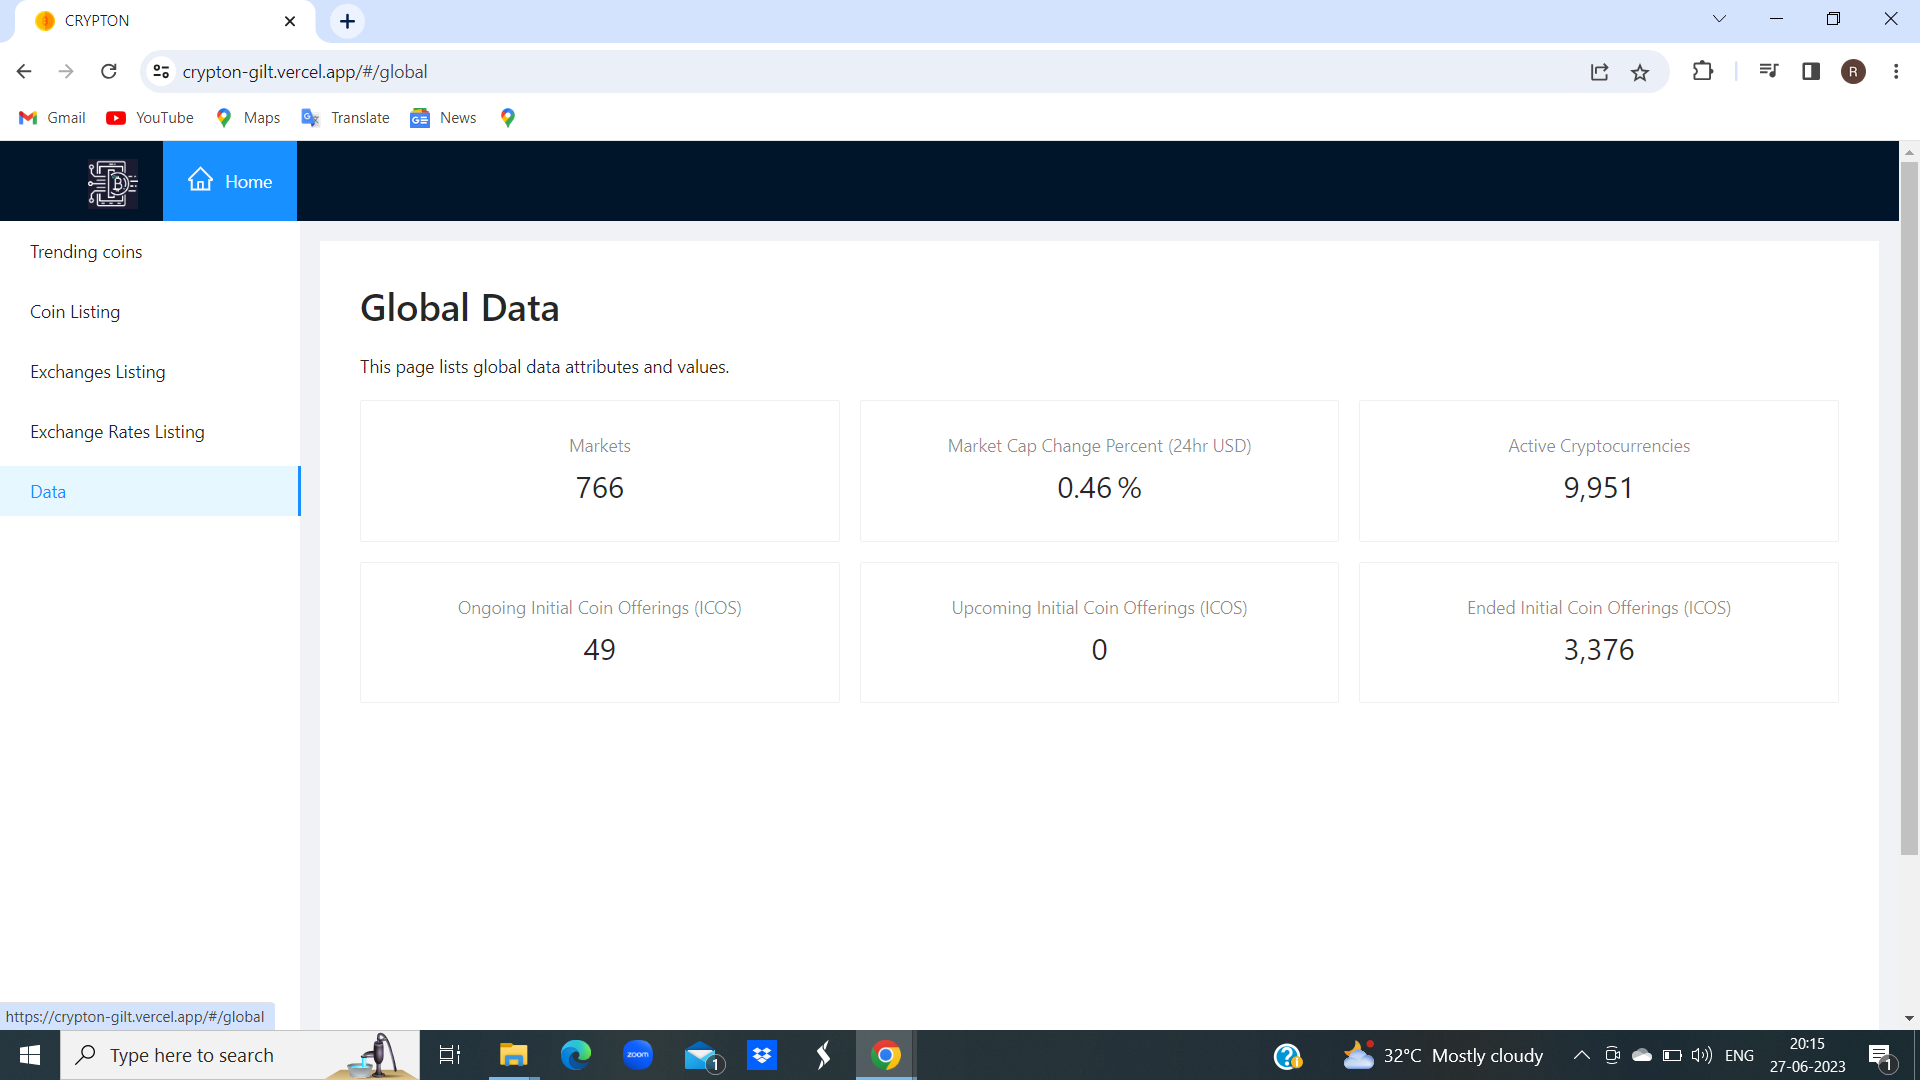 CRYPTON
crypton-gilt.vercel.app/#/global
R
Gmail
YouTube
Maps
Translate
News
Home
Trending coins
Coin Listing
Exchanges Listing
Exchange Rates Listing
Data
Global Data
This page lists global data attributes and values.
Markets
766
Market Cap Change Percent (24hr USD)
0.46 %
Active Cryptocurrencies
9,951
Ongoing Initial Coin Offerings (ICOS)
49
Upcoming Initial Coin Offerings (ICOS)
0
Ended Initial Coin Offerings (ICOS)
3,376
https://crypton-gilt.vercel.app/#/global
Type here to search
zoom
1
32°C Mostly cloudy
ENG
20:15
27-06-2023
1